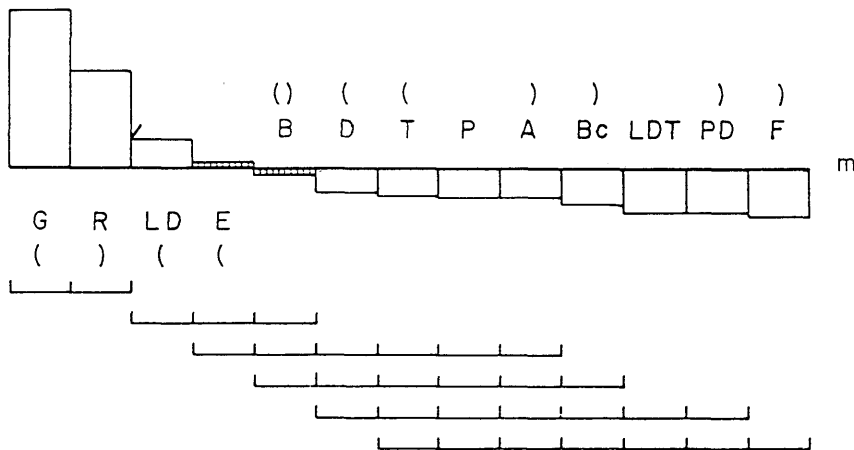 () ( ( ) ) ) )
B D T P A Bc LDT PD F
m
G R LD E
( ) ( (